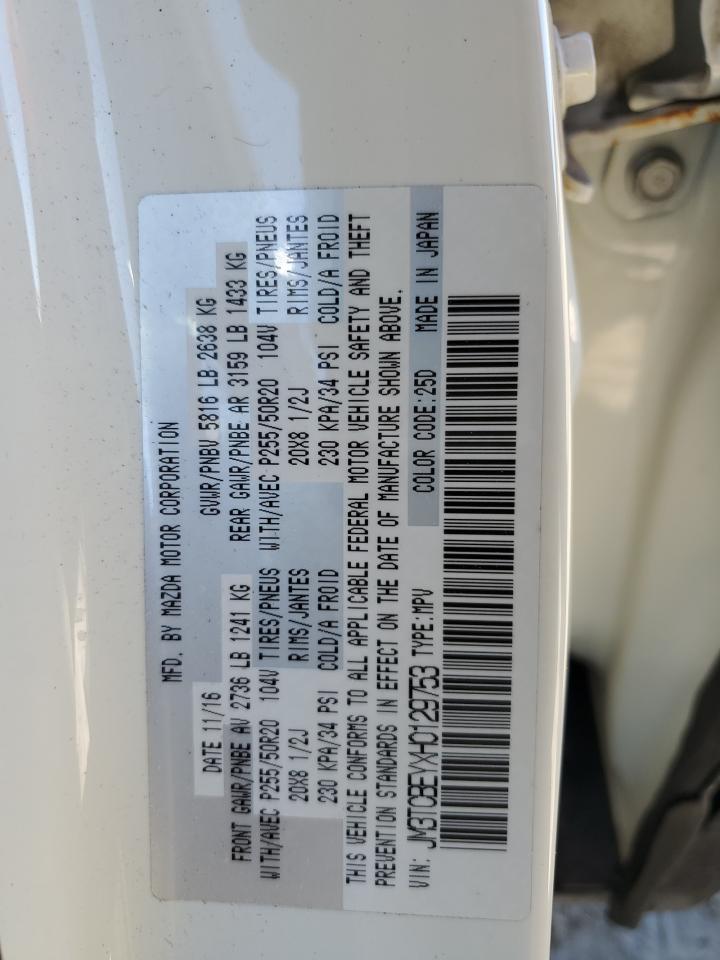 MFD. BY MAZDA MOTOR CORPORATION
DATE 11/16 GVWR/PNBV 5816 LB 2638 KG
FRONT GAWR/PNBE AV 2736 LB 1241 KG REAR GAWR/PNBE AR 3159 LB 1433 KG
WITH/AVEC P255/50R20 104V TIRES/PNEUS WITH/AVEC P255/50R20 104V TIRES/PNEUS
20X8 1/2J RIMS/JANTES 20X8 1/2J RIMS/JANTES
230 KPA/34 PSI COLD/A FROID 230 KPA/34 PSI COLD/A FROID
THIS VEHICLE CONFORMS TO ALL APPLICABLE FEDERAL MOTOR VEHICLE SAFETY AND THEFT
PREVENTION STANDARDS IN EFFECT ON THE DATE OF MANUFACTURE SHOWN ABOVE.
VIN: JM3TCBEYXH0129753 TYPE:MPV COLOR CODE:25D MADE IN JAPAN